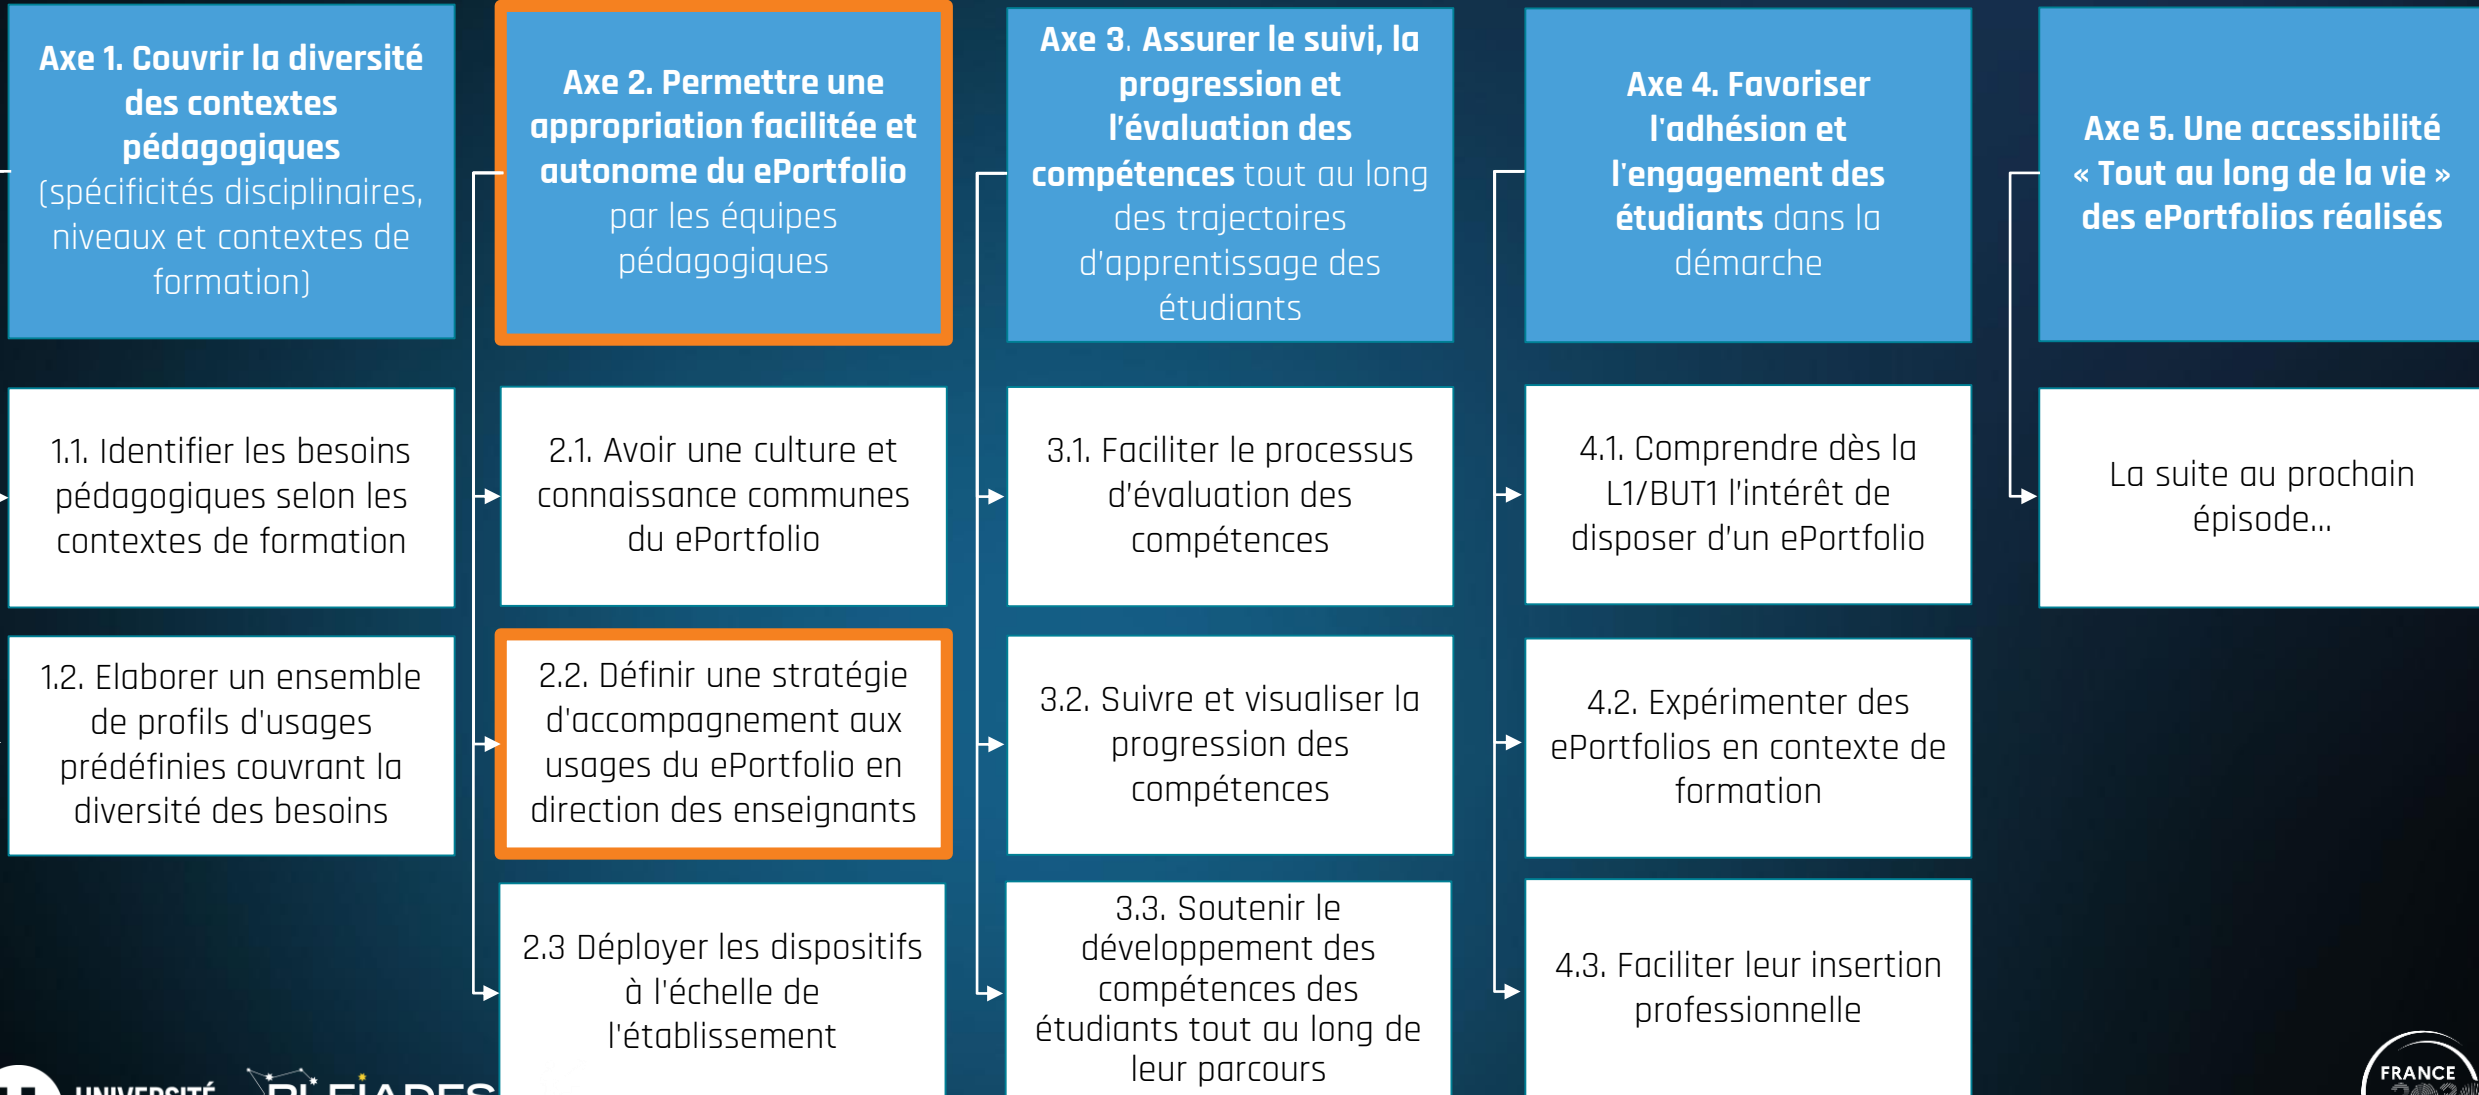 Axe 1. Couvrir la diversité
des contextes
pédagogiques
(spécificités disciplinaires,
niveaux et contextes de
formation)
1.1. Identifier les besoins
pédagogiques selon les
contextes de formation
1.2. Elaborer un ensemble
de profils d'usages
prédéfinies couvrant la
diversité des besoins
Axe 2. Permettre une
appropriation facilitée et
autonome du ePortfolio
par les équipes
pédagogiques
2.1. Avoir une culture et
connaissance communes
du ePortfolio
2.2. Définir une stratégie
d'accompagnement aux
usages du ePortfolio en
direction des enseignants
2.3 Déployer les dispositifs
à l'échelle de
l'établissement
Axe 3. Assurer le suivi, la
progression et
l'évaluation des
compétences tout au long
des trajectoires
d'apprentissage des
étudiants
3.1. Faciliter le processus
d'évaluation des
compétences
3.2. Suivre et visualiser la
progression des
compétences
3.3. Soutenir le
développement des
compétences des
étudiants tout au long de
leur parcours
Axe 4. Favoriser
l'adhésion et
l'engagement des
étudiants dans la
démarche
4.1. Comprendre dès la
L1/BUT1 l'intérêt de
disposer d'un ePortfolio
4.2. Expérimenter des
ePortfolios en contexte de
formation
4.3. Faciliter leur insertion
professionnelle
Axe 5. Une accessibilité
« Tout au long de la vie »
des ePortfolios réalisés
La suite au prochain
épisode...
UNIVERSITÉ
PLEIADES
FRANCE